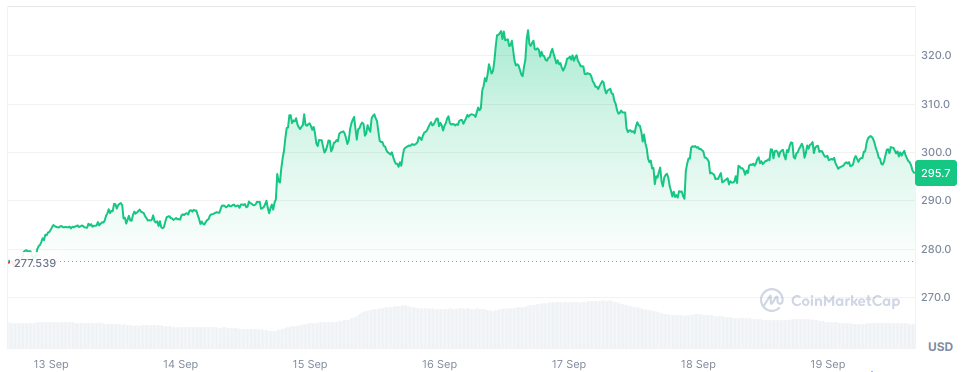 320.0
310.0
300.0
295.7
290.0
280.0
277.539
270.0
CoinMarketCap
USD
13 Sep
14 Sep
15 Sep
16 Sep
17 Sep
18 Sep
19 Sep